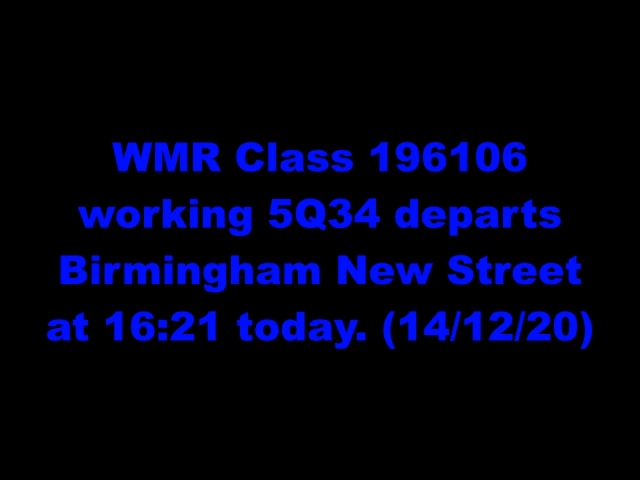 WMR Class 196106
working 5Q34 departs
Birmingham New Street
at 16:21 today. (14/12/20)